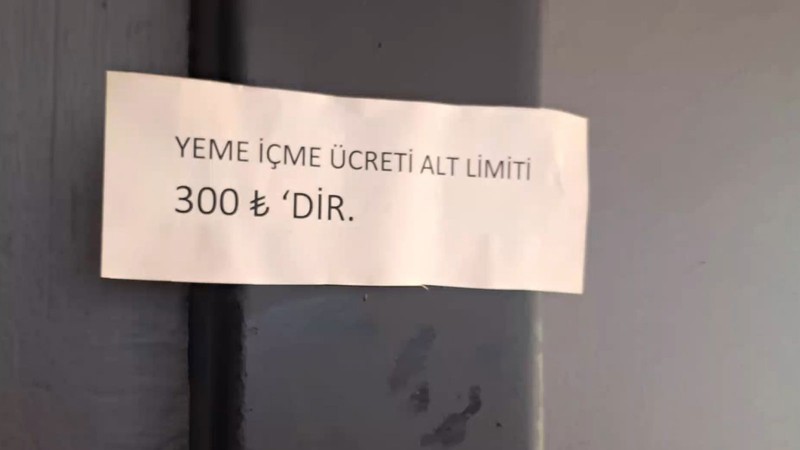 YEME İÇME ÜCRETİ ALT LİMİTİ
300 ₺ ‘DİR.